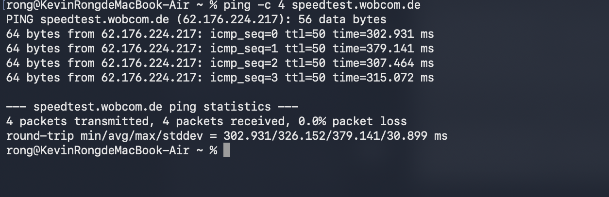 [rong@KevinRongdeMacBook-Air ~ % ping -c 4 speedtest.wobcom.de
PING speedtest.wobcom.de (62.176.224.217): 56 data bytes
64 bytes from 62.176.224.217: icmp_seq=0 ttl=50 time=302.931 ms
64 bytes from 62.176.224.217: icmp_seq=1 ttl=50 time=379.141 ms
64 bytes from 62.176.224.217: icmp_seq=2 ttl=50 time=307.464 ms
64 bytes from 62.176.224.217: icmp_seq=3 ttl=50 time=315.072 ms
--- speedtest.wobcom.de ping statistics ---
4 packets transmitted, 4 packets received, 0.0% packet loss
round-trip min/avg/max/stddev = 302.931/326.152/379.141/30.899 ms
rong@KevinRongdeMacBook-Air ~ %